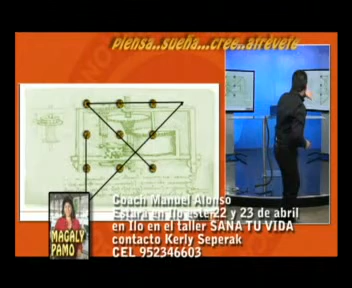 piensa..sueña...cree..atrévete
Coach Manuel Alonso
Estara en Ilo este 22 y 23 de abril
en Ilo en el taller SANA TU VIDA
contacto Kerly Seperak
CEL 952346603
MAGALY
PAMO